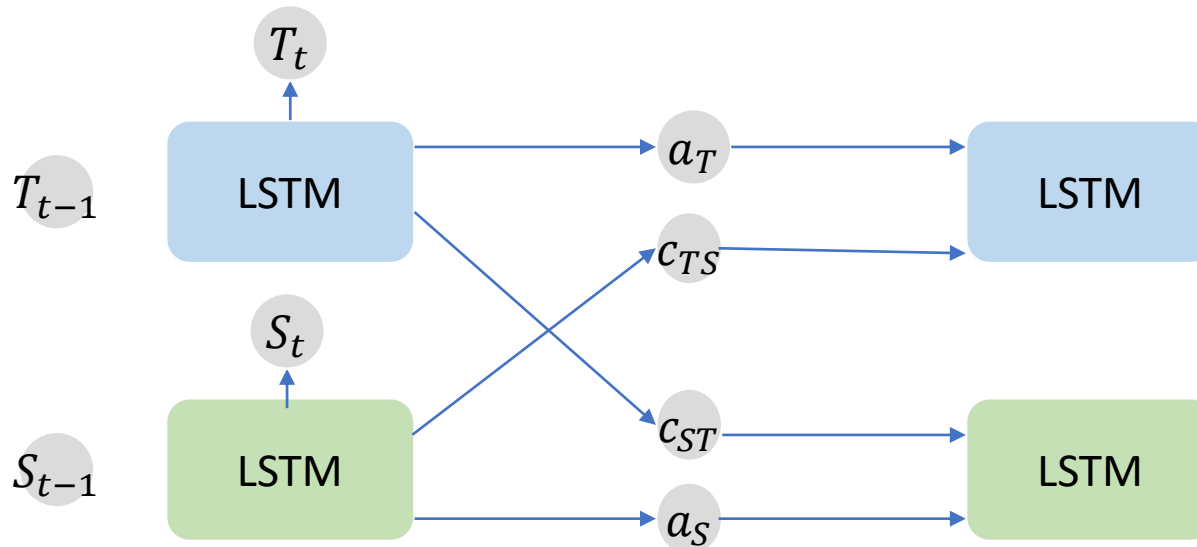 T_t
LSTM
a_T
LSTM
T_{t-1}
c_{TS}
S_t
LSTM
c_{ST}
LSTM
S_{t-1}
a_S